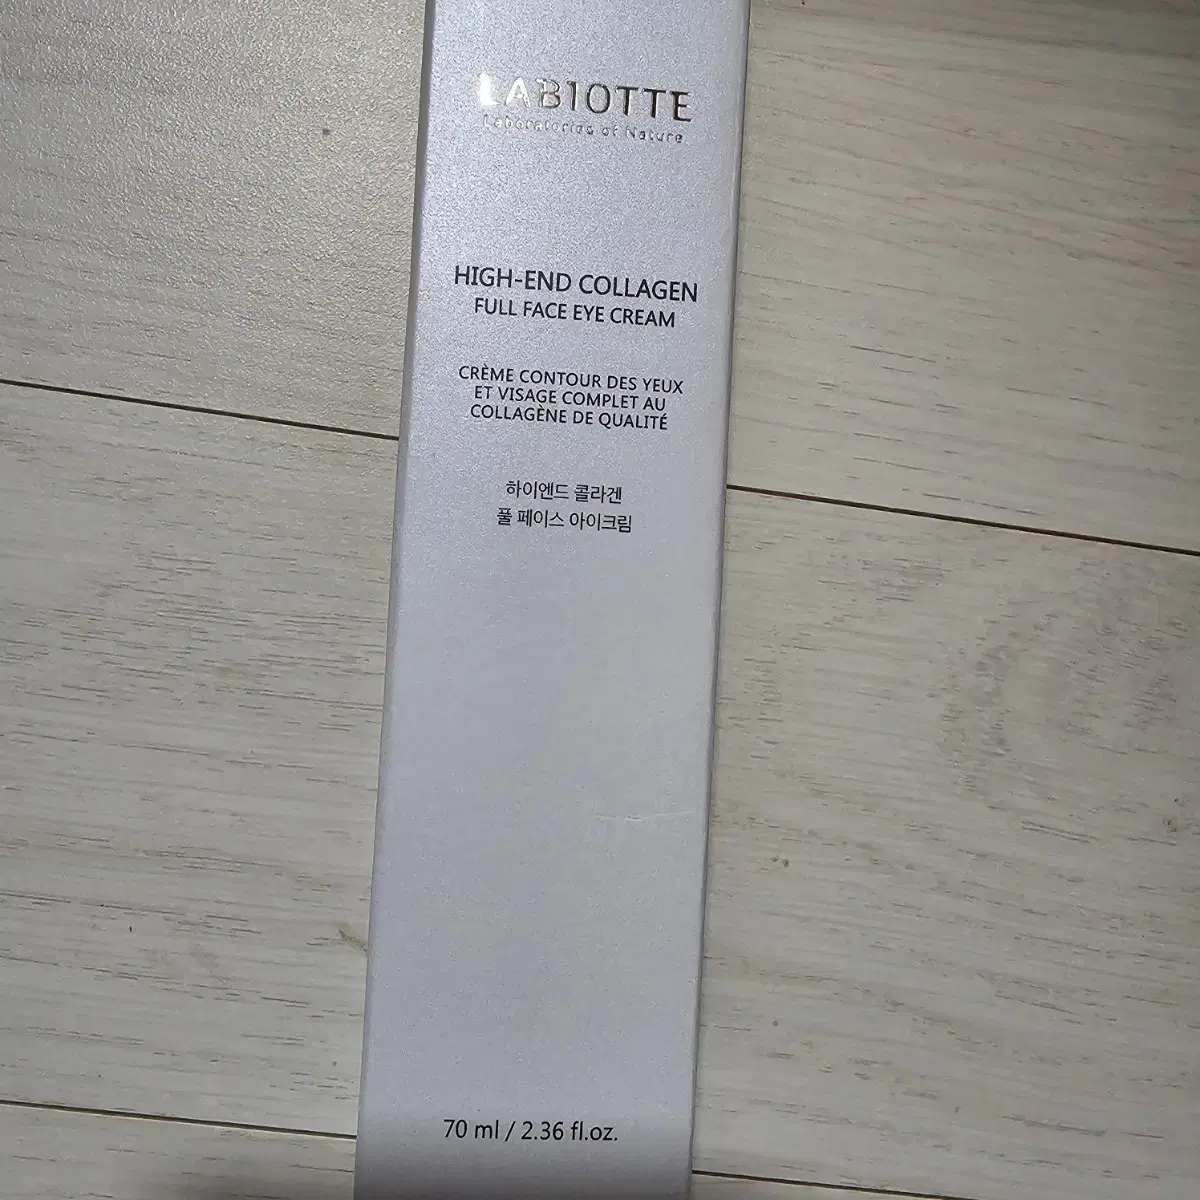 LABIOTTE
Laboratories of Nature
HIGH-END COLLAGEN
FULL FACE EYE CREAM
CRÈME CONTOUR DES YEUX
ET VISAGE COMPLET AU
COLLAGÈNE DE QUALITÉ
하이엔드 콜라겐
풀 페이스 아이크림
70 ml / 2.36 fl.oz.